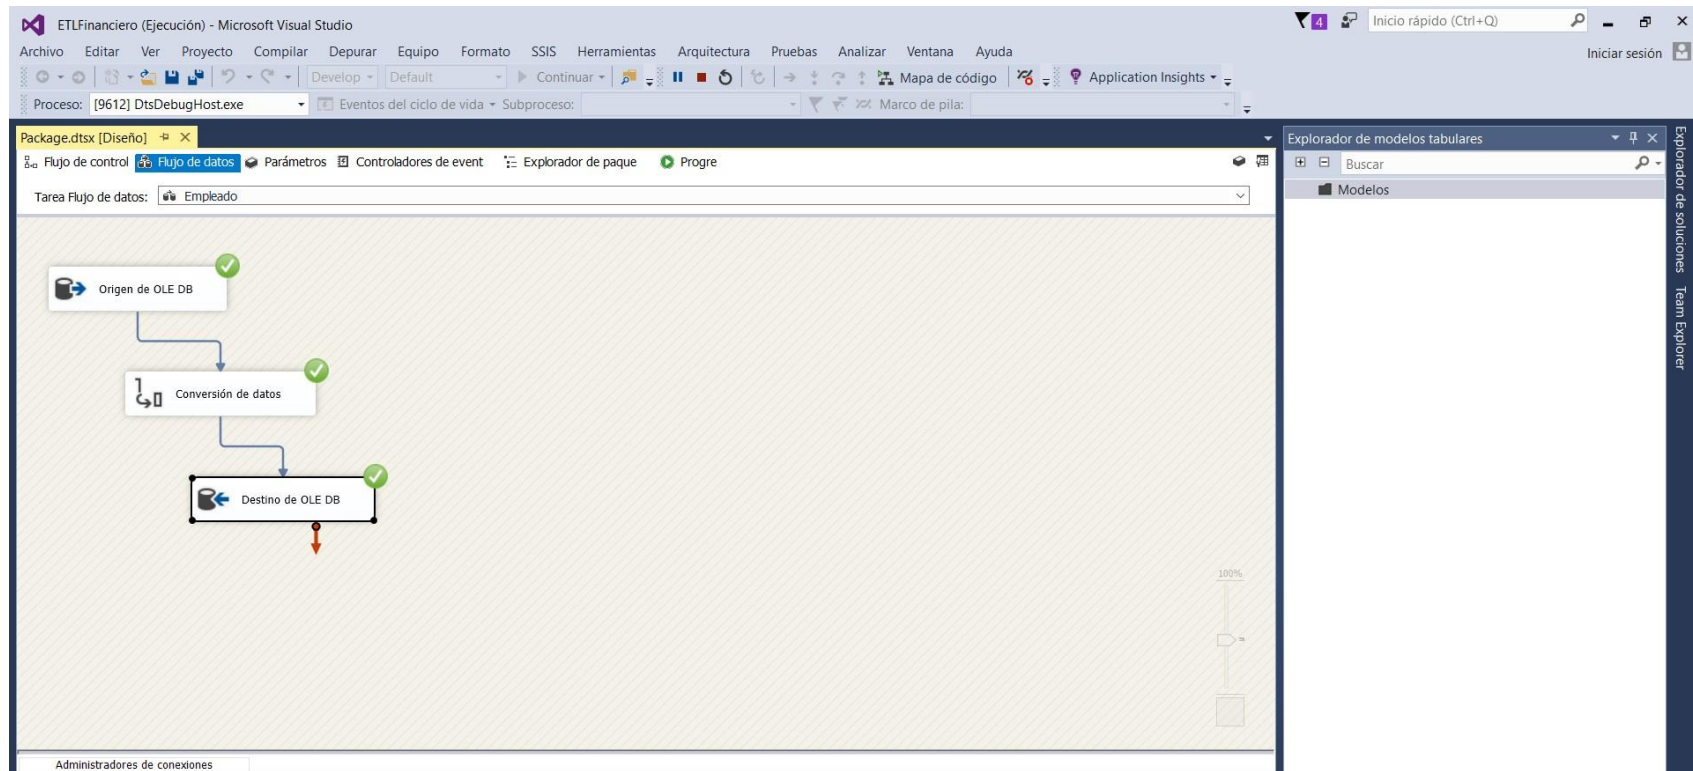 ETLFinanciero (Ejecución) - Microsoft Visual Studio
4
Inicio rápido (Ctrl+Q)
Archivo Editar Ver Proyecto Compilar Depurar Equipo Formato SSIS Herramientas Arquitectura Pruebas Analizar Ventana Ayuda
Iniciar sesión
Develop Default Continuar Mapa de código Application Insights
Proceso: [9612] DtsDebugHost.exe Eventos del ciclo de vida Subproceso: Marco de pila:
Package.dtsx [Diseño]
Flujo de control Flujo de datos Parámetros Controladores de event Explorador de paque Progre
Tarea Flujo de datos: Empleado
Origen de OLE DB
Conversión de datos
Destino de OLE DB
100%
Administradores de conexiones
Explorador de modelos tabulares
Buscar
Modelos
Explorador de soluciones
Team Explorer